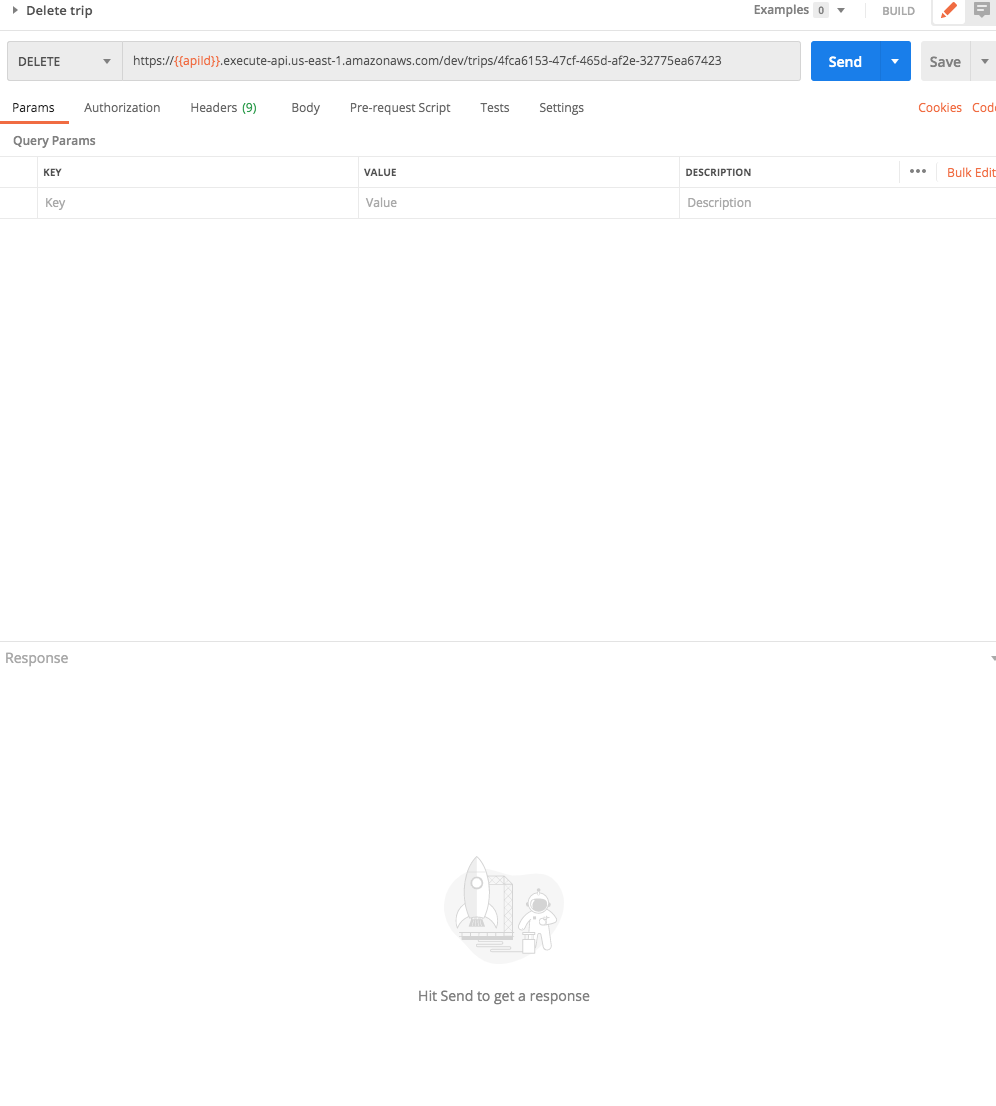 Delete trip Examples 0 BUILD
DELETE https://{{apiId}}.execute-api.us-east-1.amazonaws.com/dev/trips/4fca6153-47cf-465d-af2e-32775ea67423 Send Save
Params Authorization Headers (9) Body Pre-request Script Tests Settings Cookies Code
Query Params
KEY VALUE DESCRIPTION ••• Bulk Edit
Key Value Description
Response
Hit Send to get a response